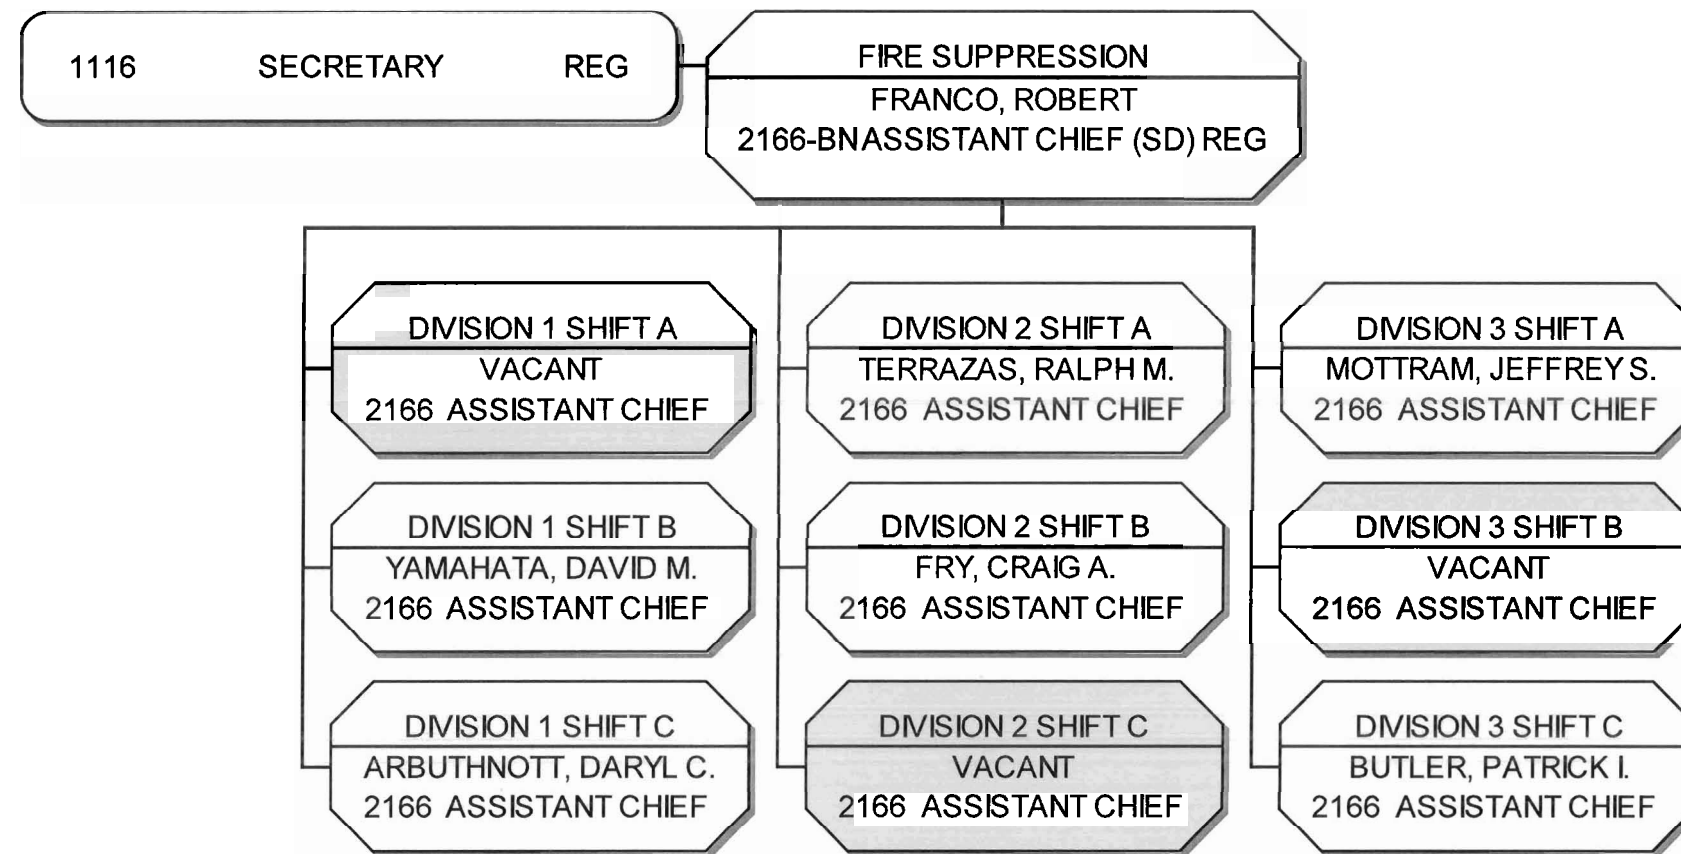 1116 SECRETARY REG
FIRE SUPPRESSION
FRANCO, ROBERT
2166-BNASSISTANT CHIEF (SD) REG
DIVISION 1 SHIFT A
VACANT
2166 ASSISTANT CHIEF
DIVISION 2 SHIFT A
TERRAZAS, RALPH M.
2166 ASSISTANT CHIEF
DIVISION 3 SHIFT A
MOTTRAM, JEFFREY S.
2166 ASSISTANT CHIEF
DIVISION 1 SHIFT B
YAMAHATA, DAVID M.
2166 ASSISTANT CHIEF
DIVISION 2 SHIFT B
FRY, CRAIG A.
2166 ASSISTANT CHIEF
DIVISION 3 SHIFT B
VACANT
2166 ASSISTANT CHIEF
DIVISION 1 SHIFT C
ARBUTHNOTT, DARYL C.
2166 ASSISTANT CHIEF
DIVISION 2 SHIFT C
VACANT
2166 ASSISTANT CHIEF
DIVISION 3 SHIFT C
BUTLER, PATRICK I.
2166 ASSISTANT CHIEF